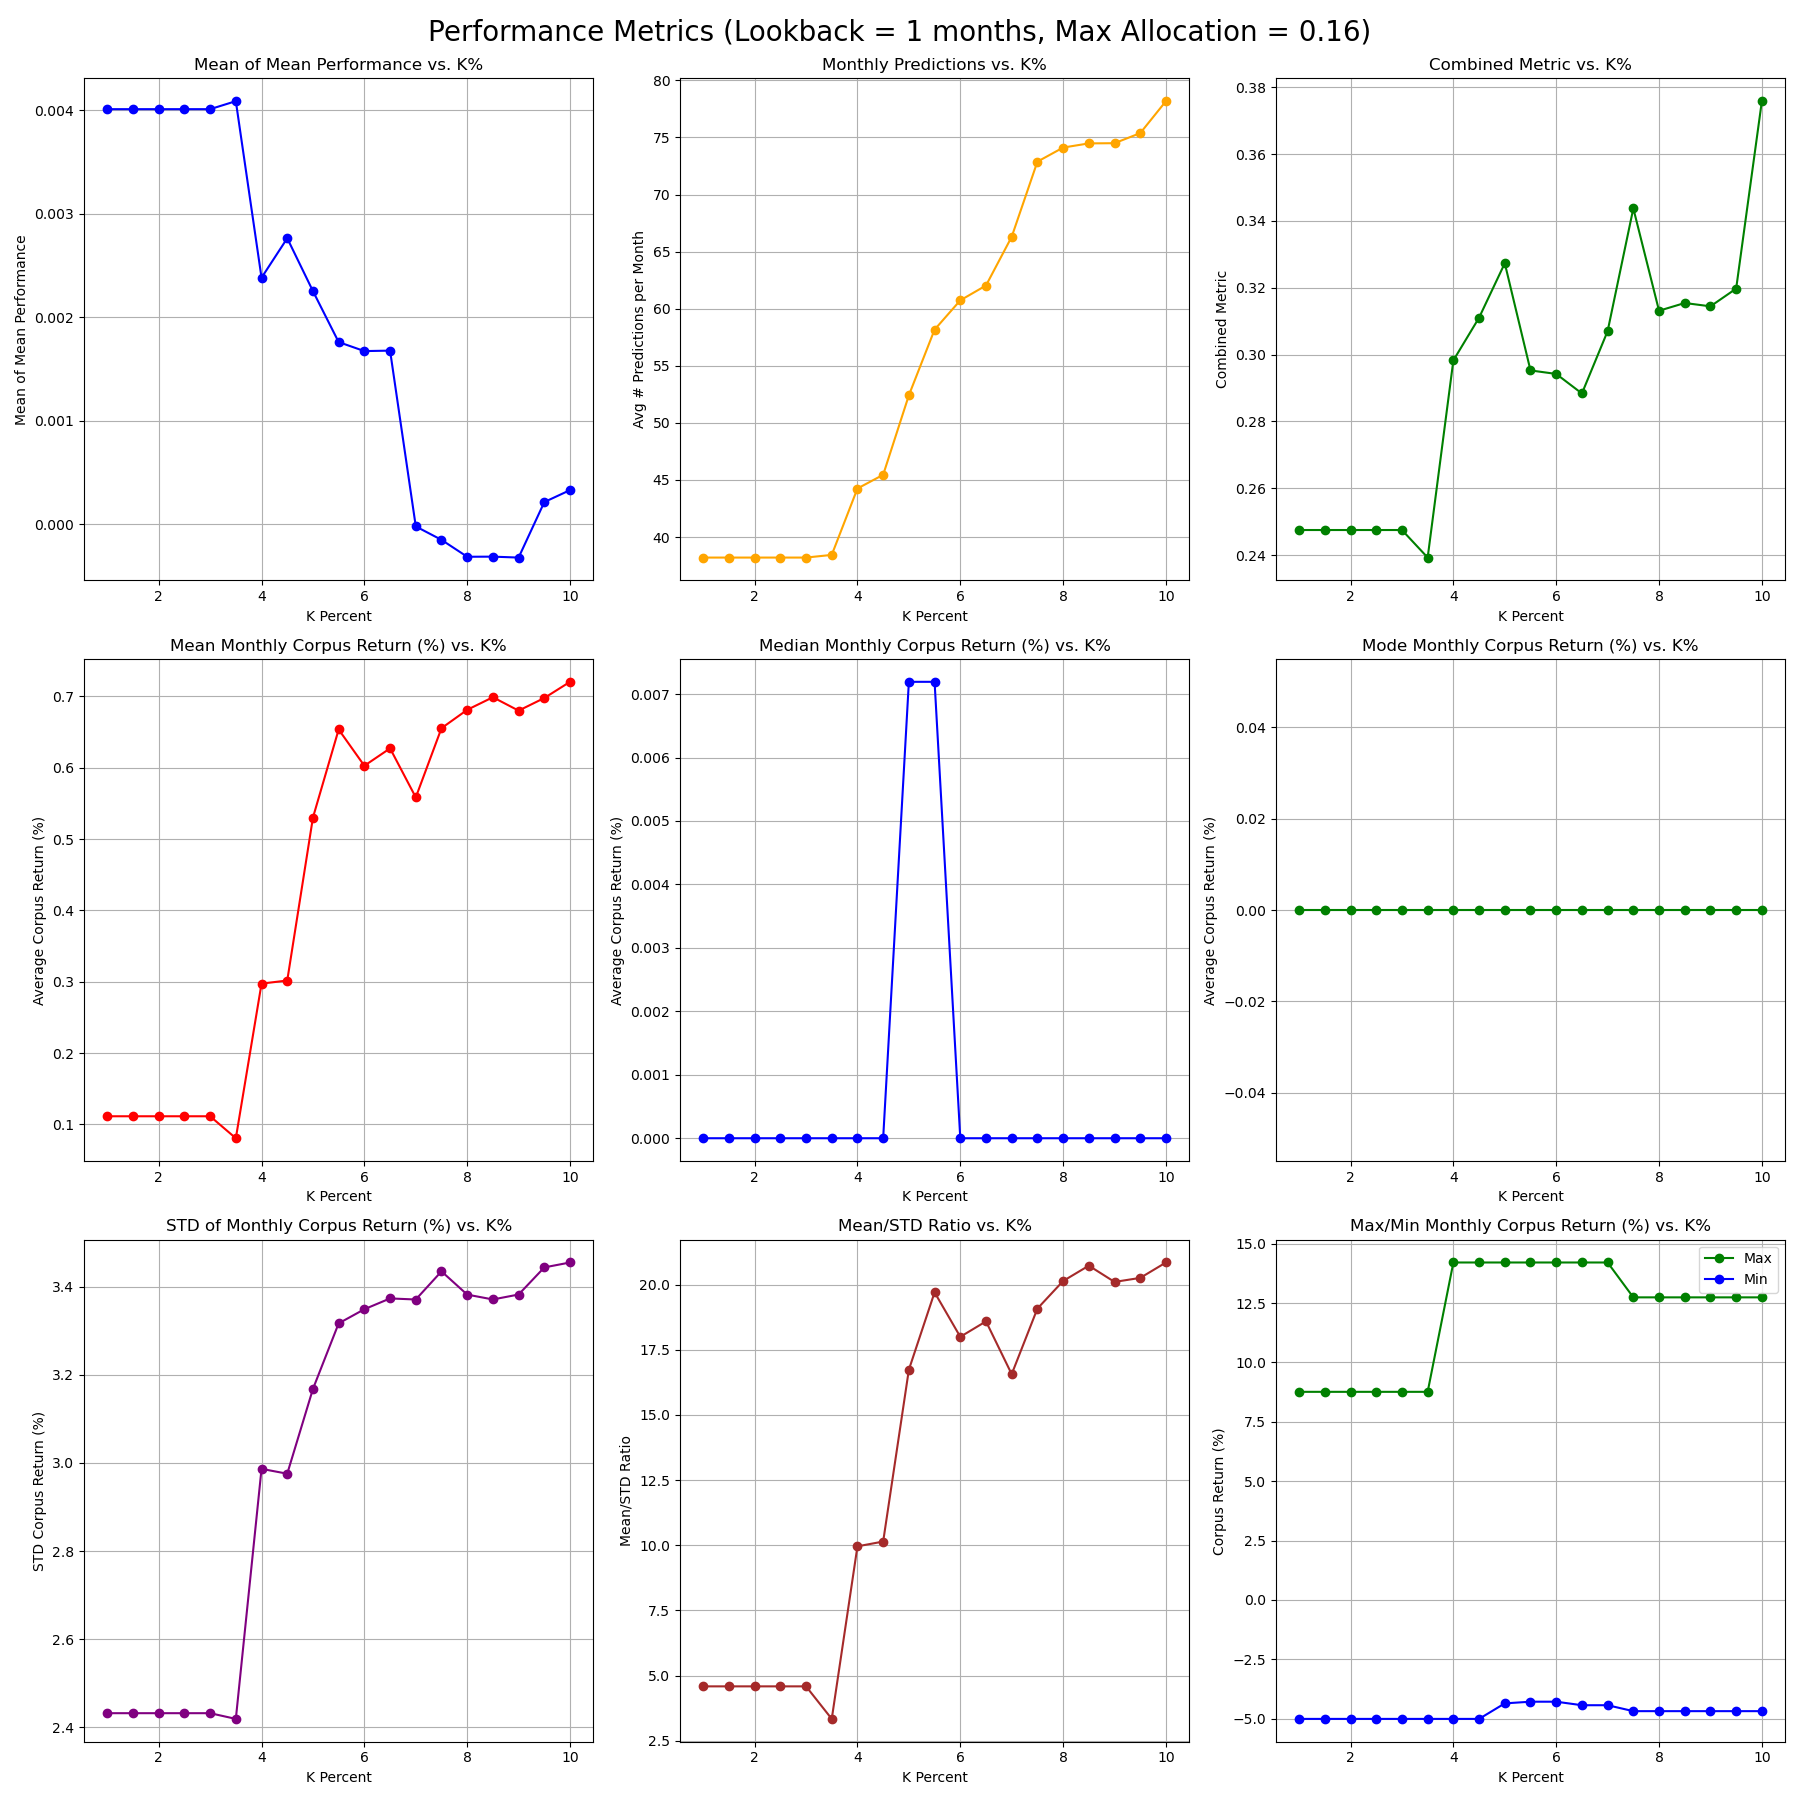 Performance Metrics (Lookback = 1 months, Max Allocation = 0.16)
Mean of Mean Performance vs. K%
Mean of Mean Performance
0.004
0.003
0.002
0.001
0.000
2 4 6 8 10
K Percent
Monthly Predictions vs. K%
Avg # Predictions per Month
80
75
70
65
60
55
50
45
40
2 4 6 8 10
K Percent
Combined Metric vs. K%
Combined Metric
0.38
0.36
0.34
0.32
0.30
0.28
0.26
0.24
2 4 6 8 10
K Percent
Mean Monthly Corpus Return (%) vs. K%
Average Corpus Return (%)
0.7
0.6
0.5
0.4
0.3
0.2
0.1
2 4 6 8 10
K Percent
Median Monthly Corpus Return (%) vs. K%
Average Corpus Return (%)
0.007
0.006
0.005
0.004
0.003
0.002
0.001
0.000
2 4 6 8 10
K Percent
Mode Monthly Corpus Return (%) vs. K%
Average Corpus Return (%)
0.04
0.02
0.00
−0.02
−0.04
2 4 6 8 10
K Percent
STD of Monthly Corpus Return (%) vs. K%
STD Corpus Return (%)
3.4
3.2
3.0
2.8
2.6
2.4
2 4 6 8 10
K Percent
Mean/STD Ratio vs. K%
Mean/STD Ratio
20.0
17.5
15.0
12.5
10.0
7.5
5.0
2.5
2 4 6 8 10
K Percent
Max/Min Monthly Corpus Return (%) vs. K%
Corpus Return (%)
15.0
12.5
10.0
7.5
5.0
2.5
0.0
−2.5
−5.0
Max
Min
2 4 6 8 10
K Percent